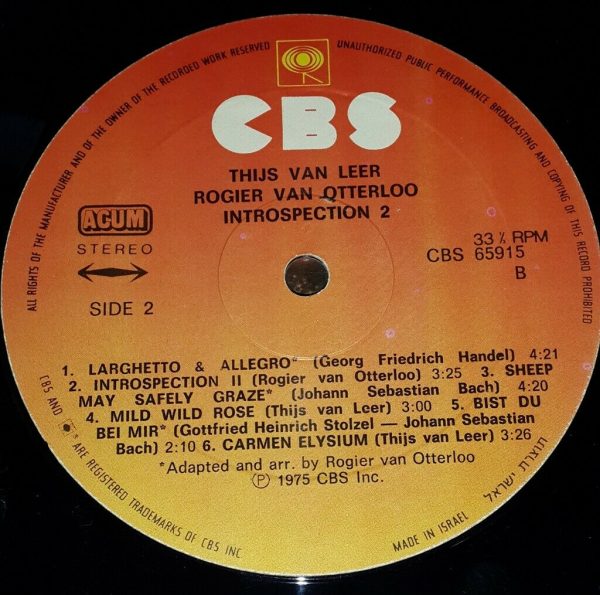 ALL RIGHTS OF THE MANUFACTURER AND OF THE OWNER OF THE RECORDED WORK RESERVED
UNAUTHORIZED PUBLIC PERFORMANCE BROADCASTING AND COPYING OF THIS RECORD PROHIBITED
CBS
THIJS VAN LEER
ROGIER VAN OTTERLOO
INTROSPECTION 2
ACUM
STEREO
SIDE 2
33 ⅓ RPM
CBS 65915
B
1. LARGHETTO & ALLEGRO* (Georg Friedrich Handel) 4:21
2. INTROSPECTION II (Rogier van Otterloo) 3:25 3. SHEEP
MAY SAFELY GRAZE* (Johann Sebastian Bach) 4:20
4. MILD WILD ROSE (Thijs van Leer) 3:00 5. BIST DU
BEI MIR* (Gottfried Heinrich Stolzel — Johann Sebastian
Bach) 2:10 6. CARMEN ELYSIUM (Thijs van Leer) 3:26
*Adapted and arr. by Rogier van Otterloo
℗ 1975 CBS Inc.
CBS AND ARE REGISTERED TRADEMARKS OF CBS INC
MADE IN ISRAEL
תוצרת ישראל